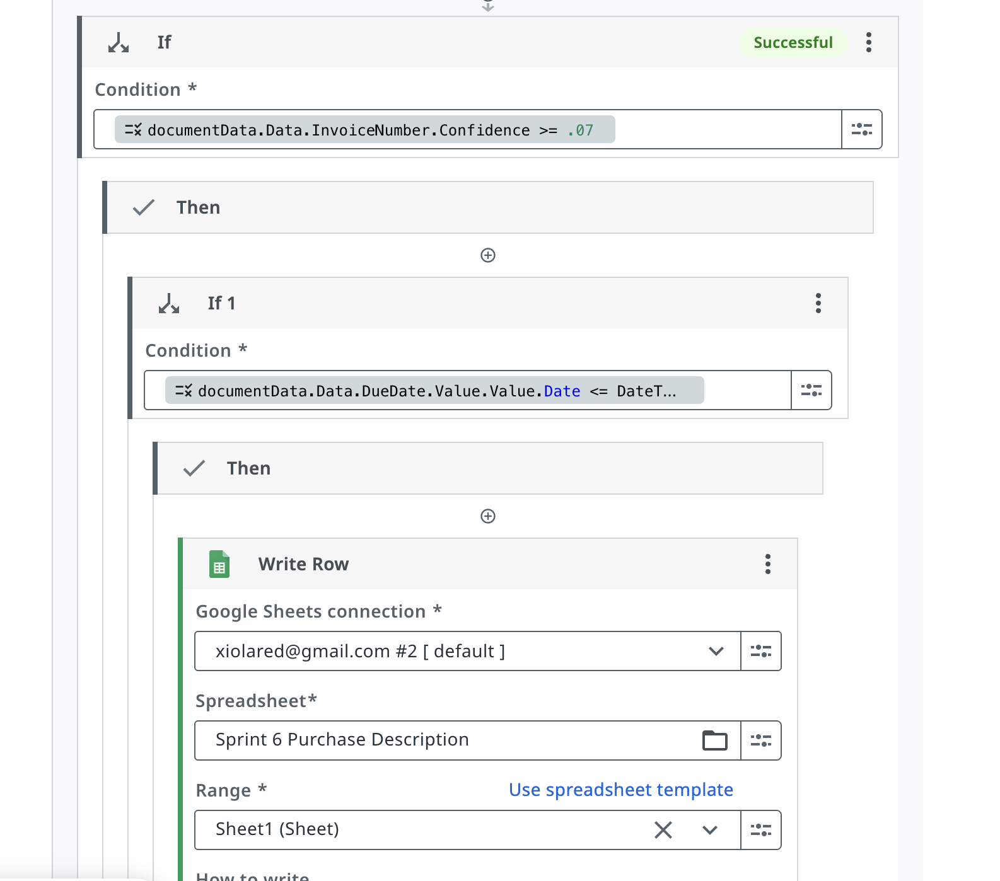 If
Successful
Condition *
documentData.Data.InvoiceNumber.Confidence >= .07
Then
If 1
Condition *
documentData.Data.DueDate.Value.Value.Date <= DateT...
Then
Write Row
Google Sheets connection *
xiolared@gmail.com #2 [ default ]
Spreadsheet*
Sprint 6 Purchase Description
Range *
Use spreadsheet template
Sheet1 (Sheet)
How to write